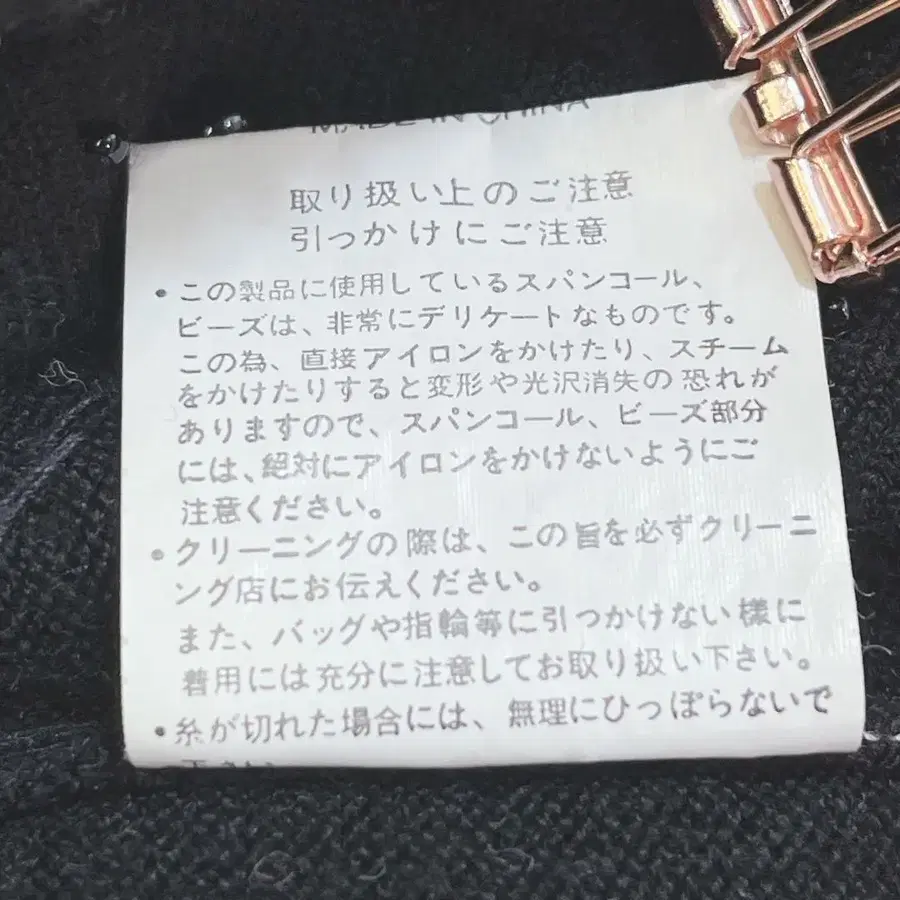 MADE IN CHINA
取り扱い上のご注意
引っかけにご注意
・この製品に使用しているスパンコール、
ビーズは、非常にデリケートなものです。
この為、直接アイロンをかけたり、スチーム
をかけたりすると変形や光沢消失の恐れが
ありますので、スパンコール、ビーズ部分
には、絶対にアイロンをかけないようにご
注意ください。
・クリーニングの際は、この旨を必ずクリーニ
ング店にお伝えください。
また、バッグや指輪等に引つかけない様に
着用には充分に注意してお取り扱い下さい。
・糸が切れた場合には、無理にひっぱらないで
下さい